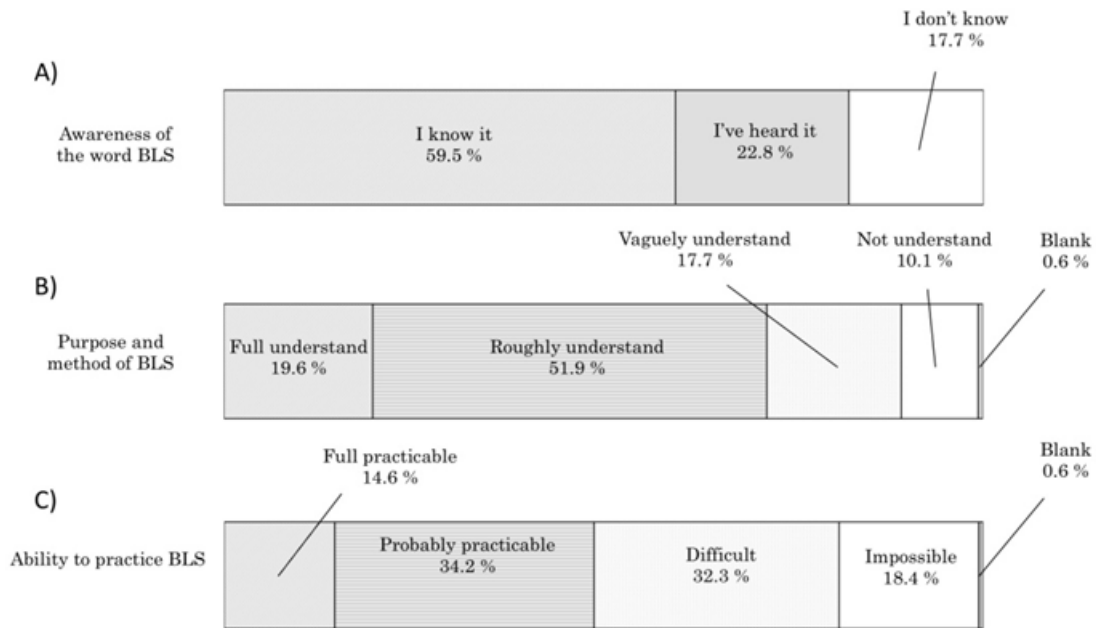 I don't know
17.7 %
A)
Awareness of
the word BLS
I know it
59.5 %
I've heard it
22.8 %
Vaguely understand
17.7 %
Not understand
10.1 %
Blank
0.6 %
B)
Purpose and
method of BLS
Full understand
19.6 %
Roughly understand
51.9 %
Full practicable
14.6 %
Blank
0.6 %
C)
Ability to practice BLS
Probably practicable
34.2 %
Difficult
32.3 %
Impossible
18.4 %